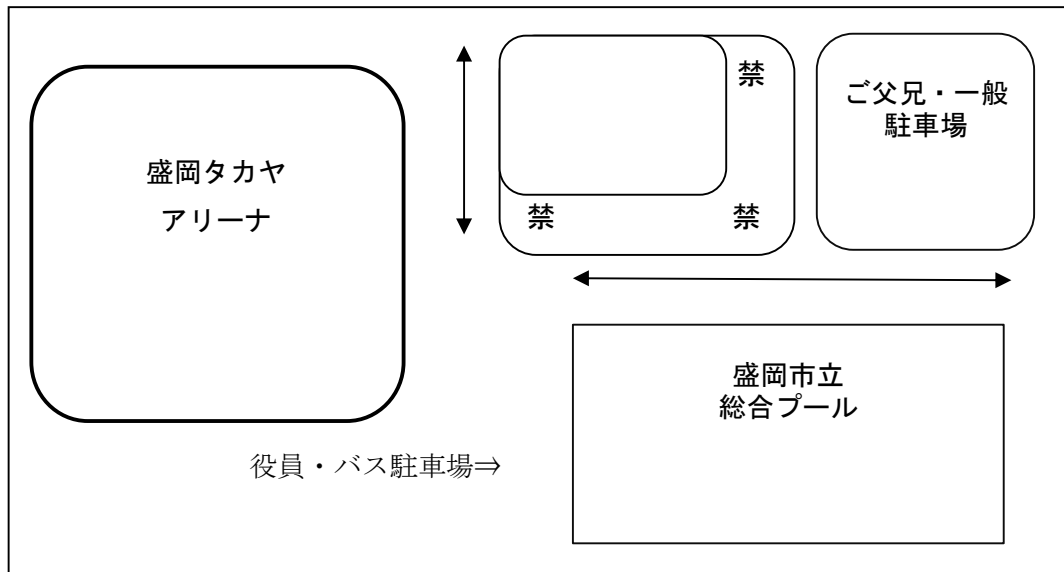 盛岡タカヤ
アリーナ
禁
禁
禁
ご父兄・一般
駐車場
盛岡市立
総合プール
役員・バス駐車場⇒